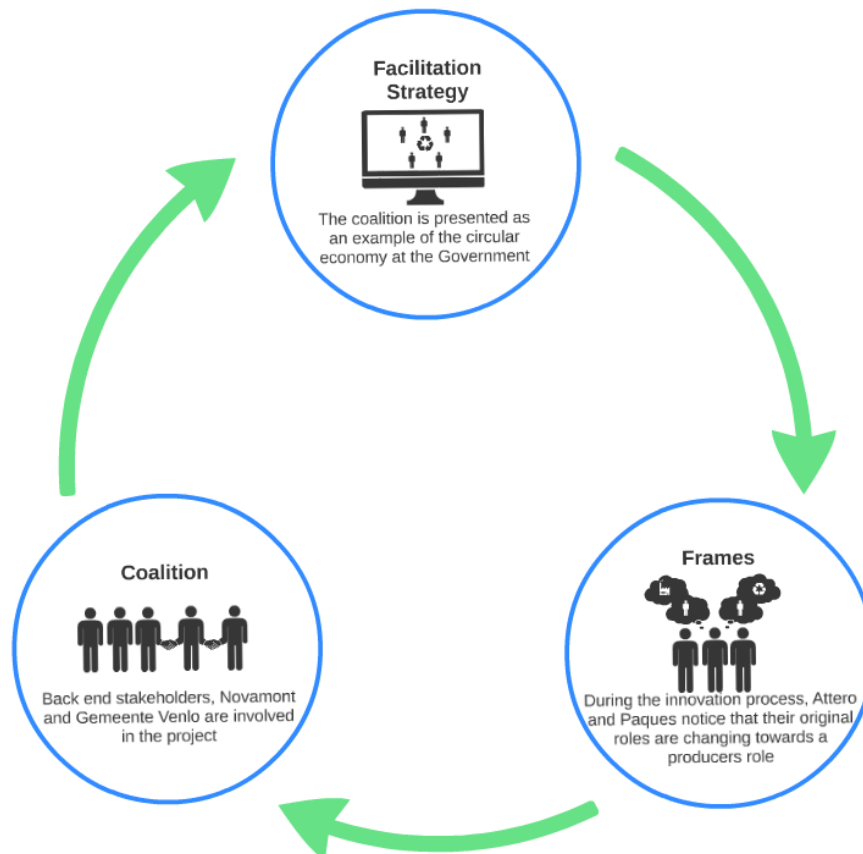 Facilitation
Strategy
The coalition is presented as
an example of the circular
economy at the Government
Coalition
Back end stakeholders, Novamont
and Gemeente Venlo are involved
in the project
Frames
During the innovation process, Attero
and Paques notice that their original
roles are changing towards a
producers role